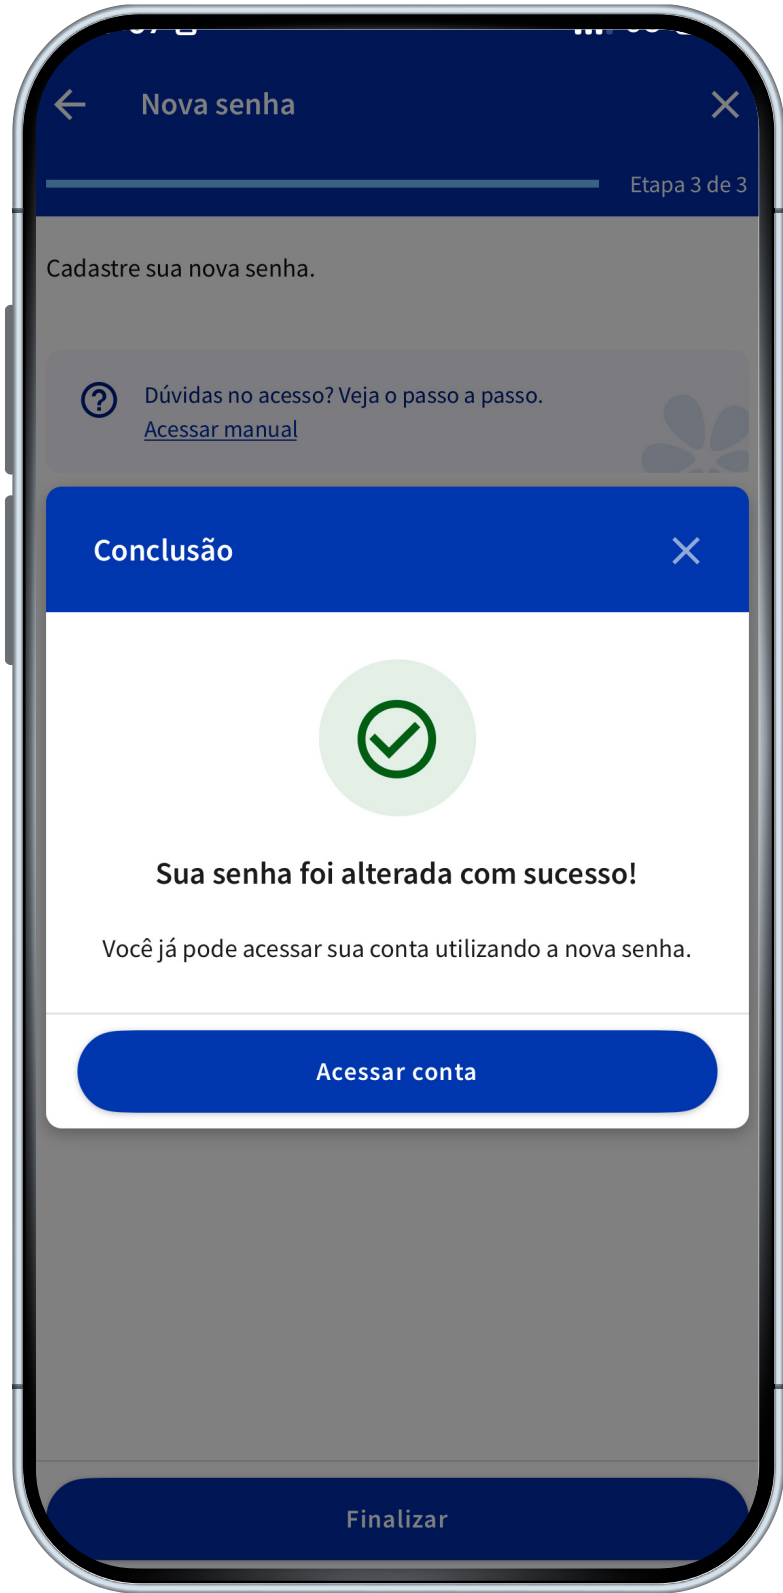 Nova senha
Etapa 3 de 3
Cadastre sua nova senha.
Dúvidas no acesso? Veja o passo a passo.
Acessar manual
Conclusão
Sua senha foi alterada com sucesso!
Você já pode acessar sua conta utilizando a nova senha.
Acessar conta
Finalizar